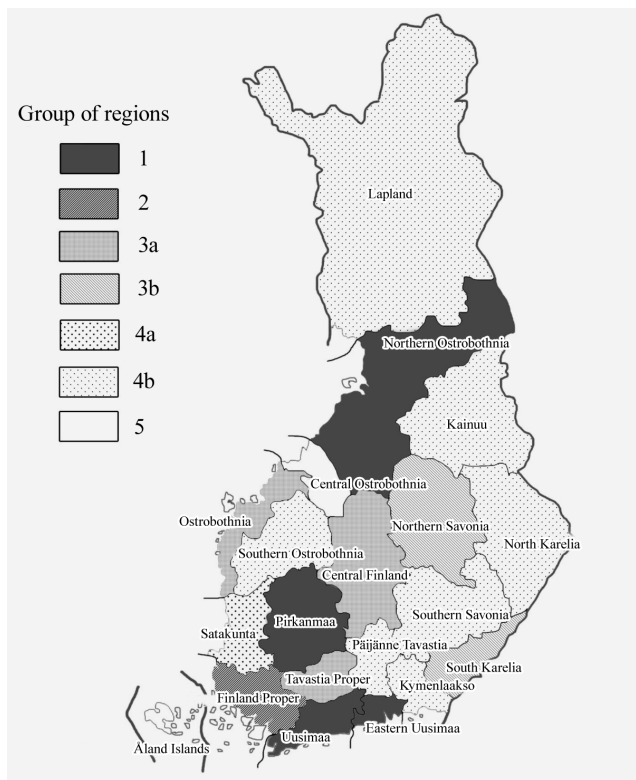 Group of regions
1
2
3a
3b
4a
4b
5
Lapland
Northern Ostrobothnia
Kainuu
Central Ostrobothnia
Ostrobothnia
Northern Savonia
North Karelia
Southern Ostrobothnia
Central Finland
Southern Savonia
Pirkanmaa
Satakunta
Päijänne Tavastia
South Karelia
Tavastia Proper
Kymenlaakso
Finland Proper
Eastern Uusimaa
Uusimaa
Åland Islands